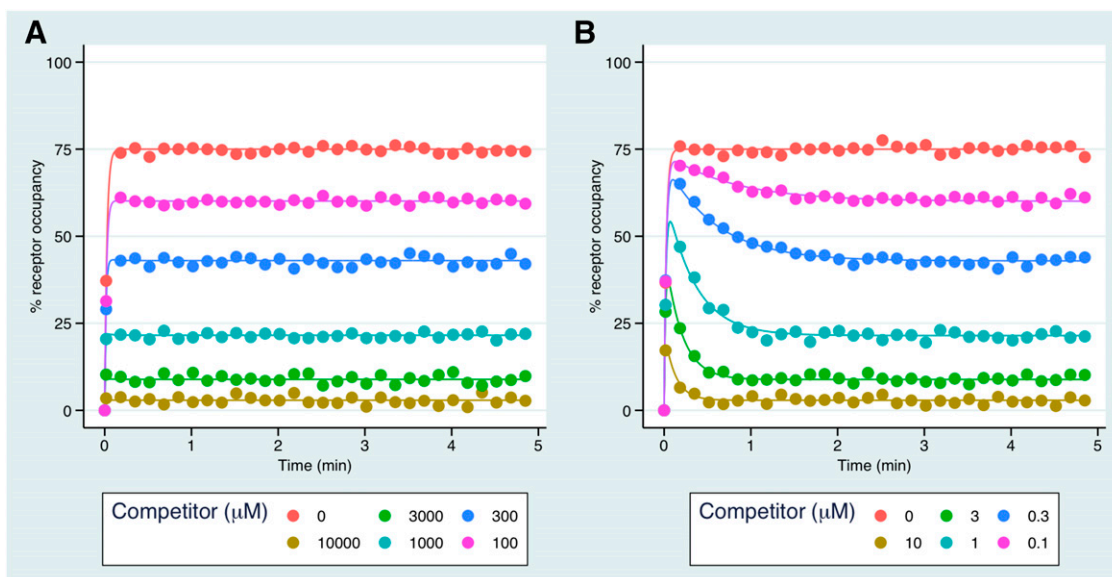 A
100
75
50
25
0
% receptor occupancy
0 1 2 3 4 5
Time (min)
Competitor (μM) 0 3000 300
10000 1000 100
B
100
75
50
25
0
% receptor occupancy
0 1 2 3 4 5
Time (min)
Competitor (μM) 0 3 0.3
10 1 0.1